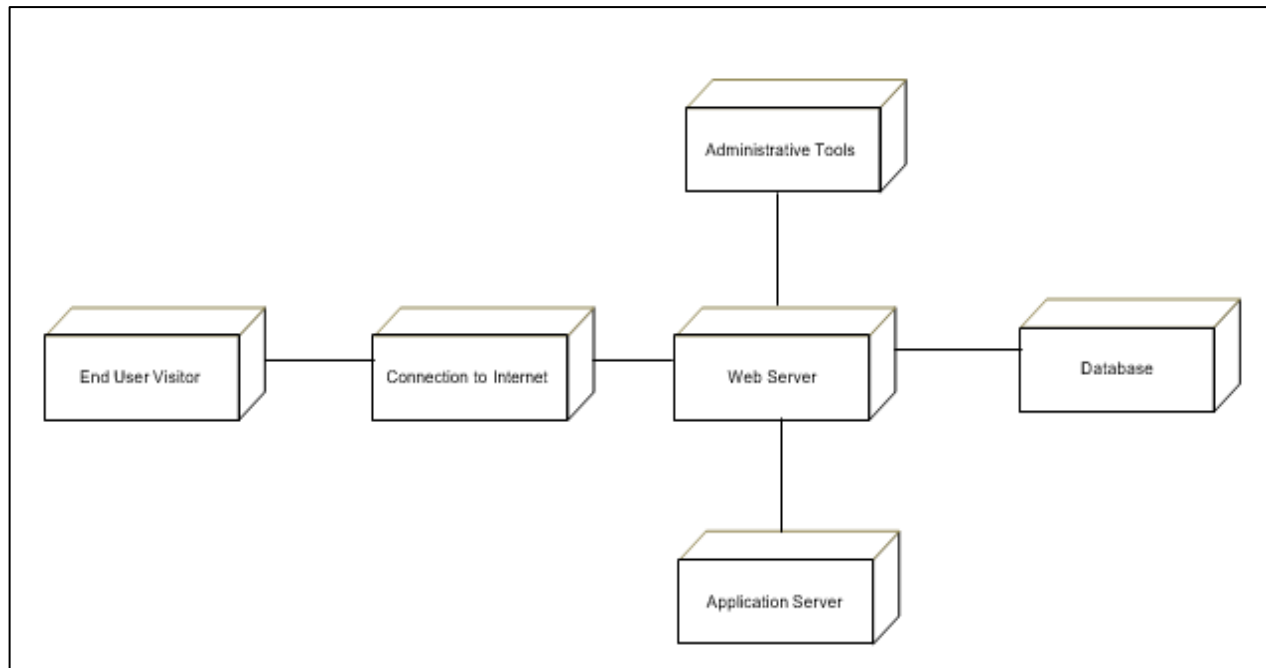 Administrative Tools
End User Visitor
Connection to Internet
Web Server
Database
Application Server